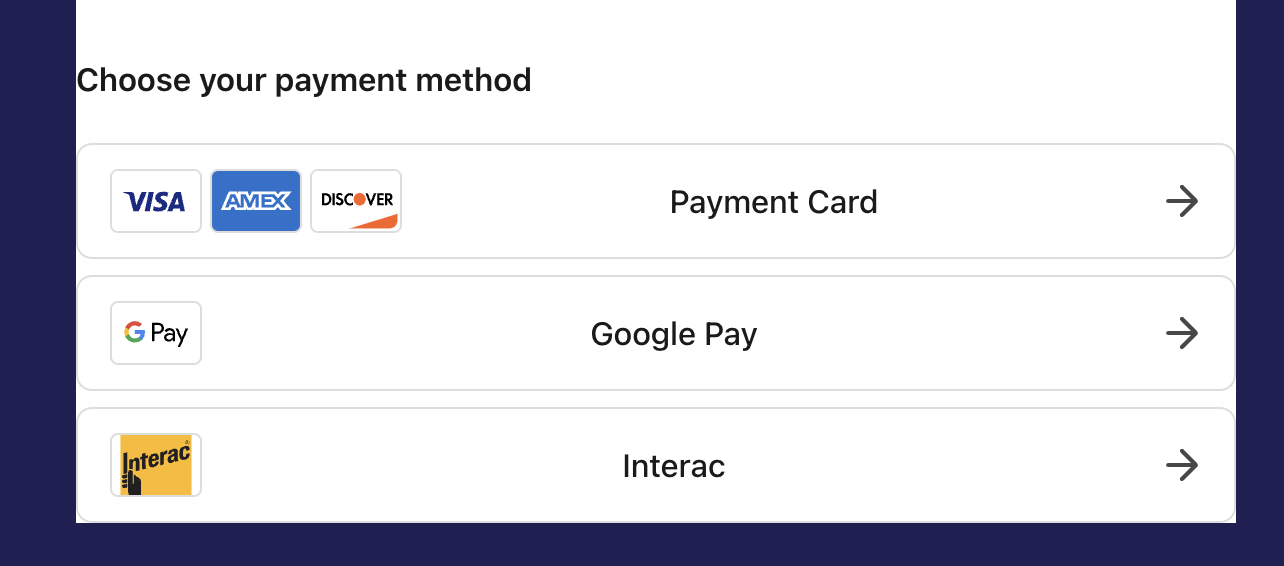 Choose your payment method
VISA AMEX DISCOVER Payment Card
G Pay Google Pay
Interac® Interac